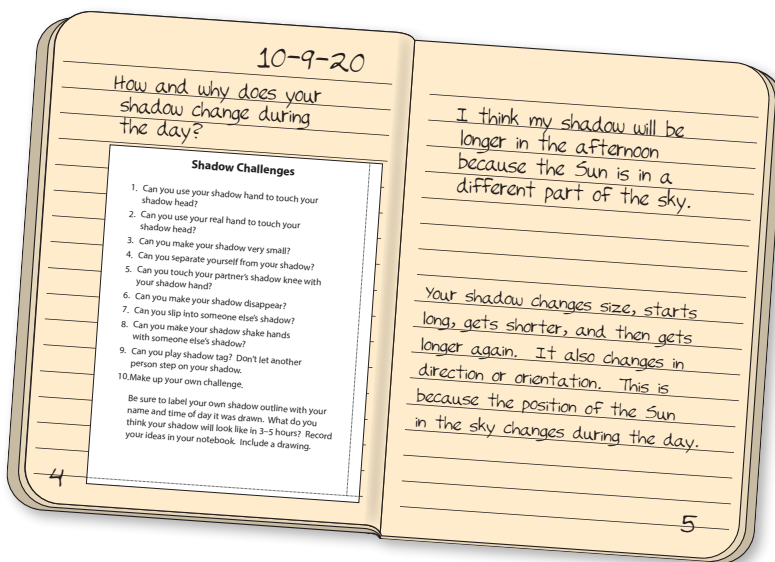 10-9-20
How and why does your
shadow change during
the day?
Shadow Challenges
1. Can you use your shadow hand to touch your
shadow head?
2. Can you use your real hand to touch your
shadow head?
3. Can you make your shadow very small?
4. Can you separate yourself from your shadow?
5. Can you touch your partner's shadow knee with
your shadow hand?
6. Can you make your shadow disappear?
7. Can you slip into someone else's shadow?
8. Can you make your shadow shake hands
with someone else's shadow?
9. Can you play shadow tag? Don't let another
person step on your shadow.
10.Make up your own challenge.
Be sure to label your own shadow outline with your
name and time of day it was drawn. What do you
think your shadow will look like in 3–5 hours? Record
your ideas in your notebook. Include a drawing.
4
I think my shadow will be
longer in the afternoon
because the Sun is in a
different part of the sky.
Your shadow changes size, starts
long, gets shorter, and then gets
longer again. It also changes in
direction or orientation. This is
because the position of the Sun
in the sky changes during the day.
5